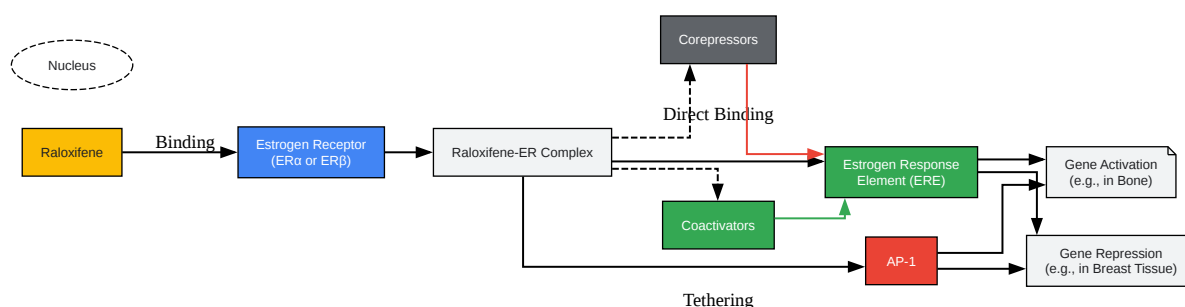 Corepressors
Nucleus
Direct Binding
Binding
Raloxifene
Estrogen Receptor
(ERα or ERβ)
Raloxifene-ER Complex
Estrogen Response
Element (ERE)
Gene Activation
(e.g., in Bone)
Coactivators
AP-1
Gene Repression
(e.g., in Breast Tissue)
Tethering